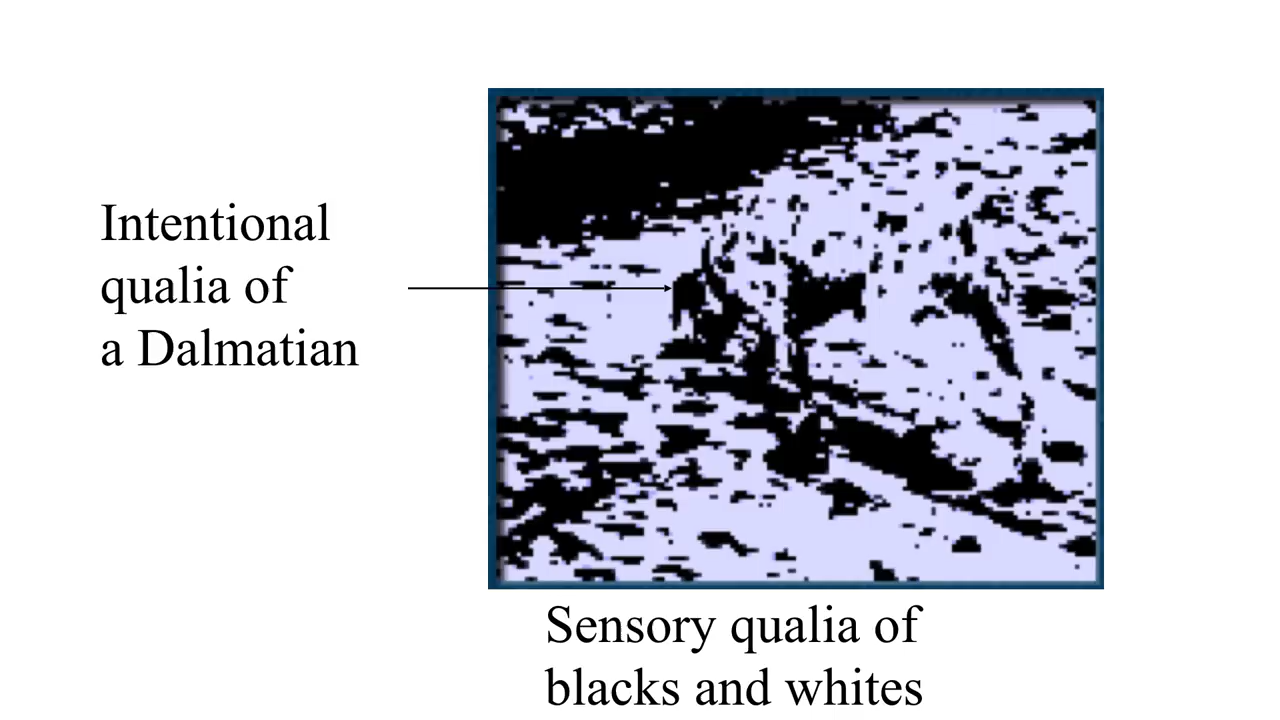 Intentional
qualia of
a Dalmatian
Sensory qualia of
blacks and whites